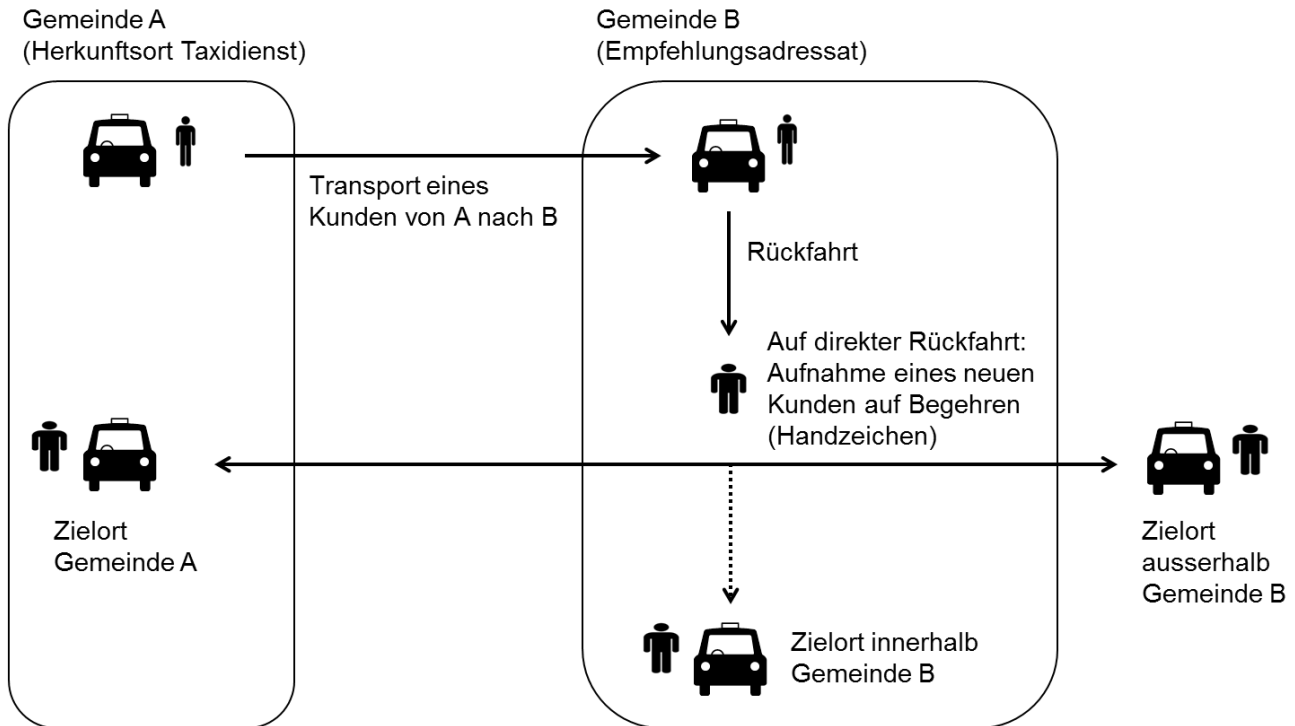 Gemeinde A
(Herkunftsort Taxidienst)
Gemeinde B
(Empfehlungsadressat)
Transport eines
Kunden von A nach B
Rückfahrt
Auf direkter Rückfahrt:
Aufnahme eines neuen
Kunden auf Begehren
(Handzeichen)
Zielort
Gemeinde A
Zielort
ausserhalb
Gemeinde B
Zielort innerhalb
Gemeinde B